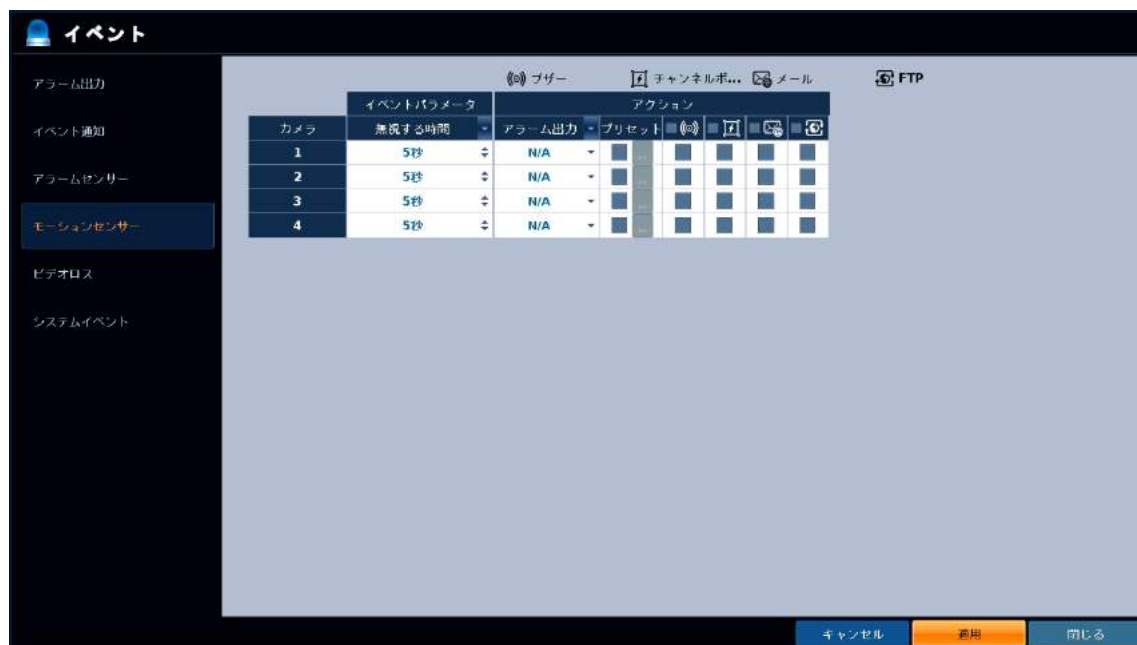 イベント
アラーム出力
イベント通知
アラームセンサー
モーションセンサー
ビデオロス
システムイベント
ブザー チャンネルポ... メール FTP
イベントパラメータ アクション
カメラ 無視する時間 アラーム出力 プリセット
1 5秒 N/A
2 5秒 N/A
3 5秒 N/A
4 5秒 N/A
キャンセル 適用 閉じる